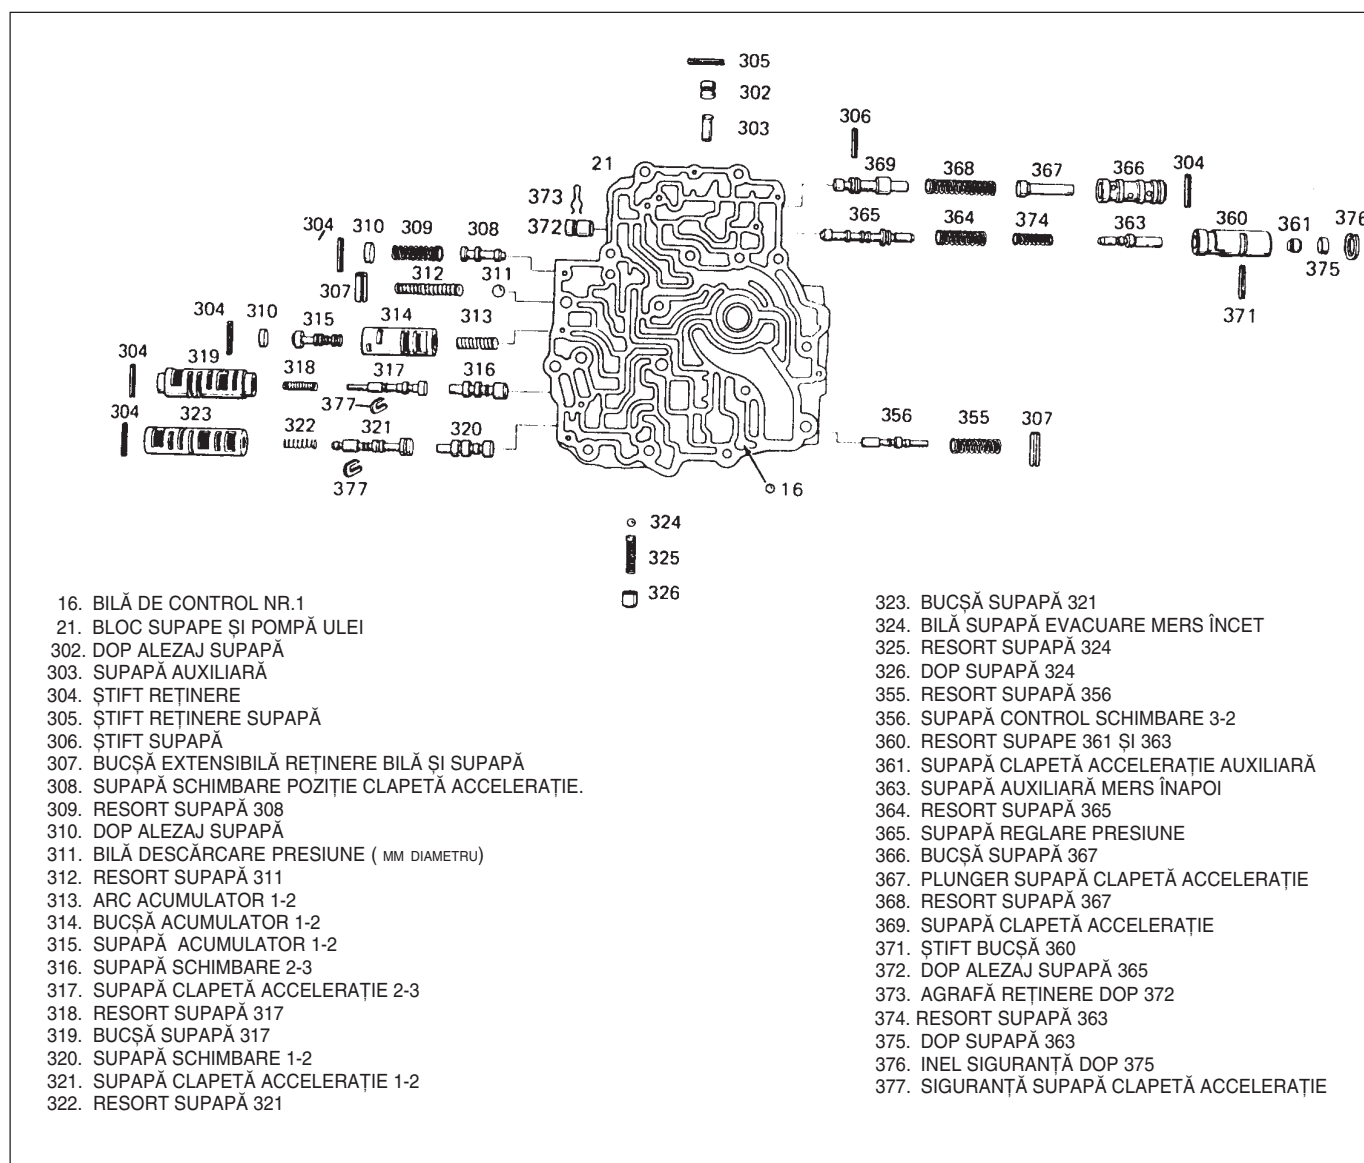 305
302
303
306
369
368
367
366
304
21
373
372
365
364
374
363
360
361
376
375
371
304
310
309
308
307
312
311
304
310
315
314
313
304
319
318
317
316
377
304
323
322
321
320
377
356
355
307
16
324
325
326
16. BILĂ DE CONTROL NR.1
21. BLOC SUPAPE ȘI POMPĂ ULEI
302. DOP ALEZAJ SUPAPĂ
303. SUPAPĂ AUXILIARĂ
304. ȘTIFT REȚINERE
305. ȘTIFT REȚINERE SUPAPĂ
306. ȘTIFT SUPAPĂ
307. BUCȘĂ EXTENSIBILĂ REȚINERE BILĂ ȘI SUPAPĂ
308. SUPAPĂ SCHIMBARE POZIȚIE CLAPETĂ ACCELERAȚIE.
309. RESORT SUPAPĂ 308
310. DOP ALEZAJ SUPAPĂ
311. BILĂ DESCĂRCARE PRESIUNE ( MM DIAMETRU)
312. RESORT SUPAPĂ 311
313. ARC ACUMULATOR 1-2
314. BUCȘĂ ACUMULATOR 1-2
315. SUPAPĂ ACUMULATOR 1-2
316. SUPAPĂ SCHIMBARE 2-3
317. SUPAPĂ CLAPETĂ ACCELERAȚIE 2-3
318. RESORT SUPAPĂ 317
319. BUCȘĂ SUPAPĂ 317
320. SUPAPĂ SCHIMBARE 1-2
321. SUPAPĂ CLAPETĂ ACCELERAȚIE 1-2
322. RESORT SUPAPĂ 321
323. BUCȘĂ SUPAPĂ 321
324. BILĂ SUPAPĂ EVACUARE MERS ÎNCET
325. RESORT SUPAPĂ 324
326. DOP SUPAPĂ 324
355. RESORT SUPAPĂ 356
356. SUPAPĂ CONTROL SCHIMBARE 3-2
360. RESORT SUPAPE 361 ȘI 363
361. SUPAPĂ CLAPETĂ ACCELERAȚIE AUXILIARĂ
363. SUPAPĂ AUXILIARĂ MERS ÎNAPOI
364. RESORT SUPAPĂ 365
365. SUPAPĂ REGLARE PRESIUNE
366. BUCȘĂ SUPAPĂ 367
367. PLUNGER SUPAPĂ CLAPETĂ ACCELERAȚIE
368. RESORT SUPAPĂ 367
369. SUPAPĂ CLAPETĂ ACCELERAȚIE
371. ȘTIFT BUCȘĂ 360
372. DOP ALEZAJ SUPAPĂ 365
373. AGRAFĂ REȚINERE DOP 372
374. RESORT SUPAPĂ 363
375. DOP SUPAPĂ 363
376. INEL SIGURANȚĂ DOP 375
377. SIGURANȚĂ SUPAPĂ CLAPETĂ ACCELERAȚIE